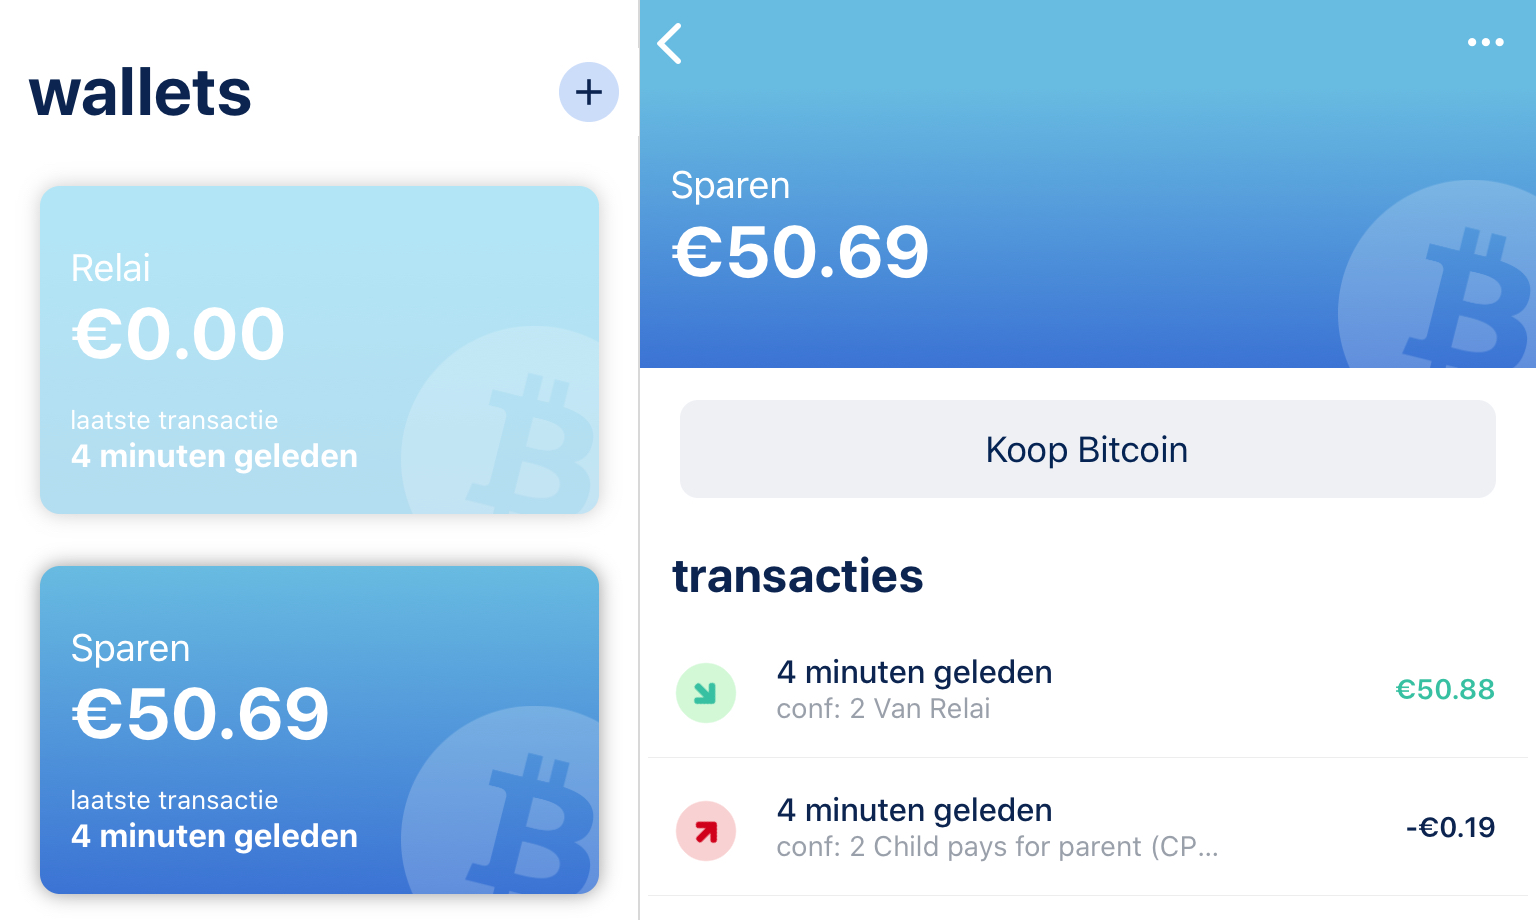 wallets
Relai
€0.00
laatste transactie
4 minuten geleden
Sparen
€50.69
laatste transactie
4 minuten geleden
Sparen
€50.69
Koop Bitcoin
transacties
4 minuten geleden
€50.88
conf: 2 Van Relai
4 minuten geleden
-€0.19
conf: 2 Child pays for parent (CP...